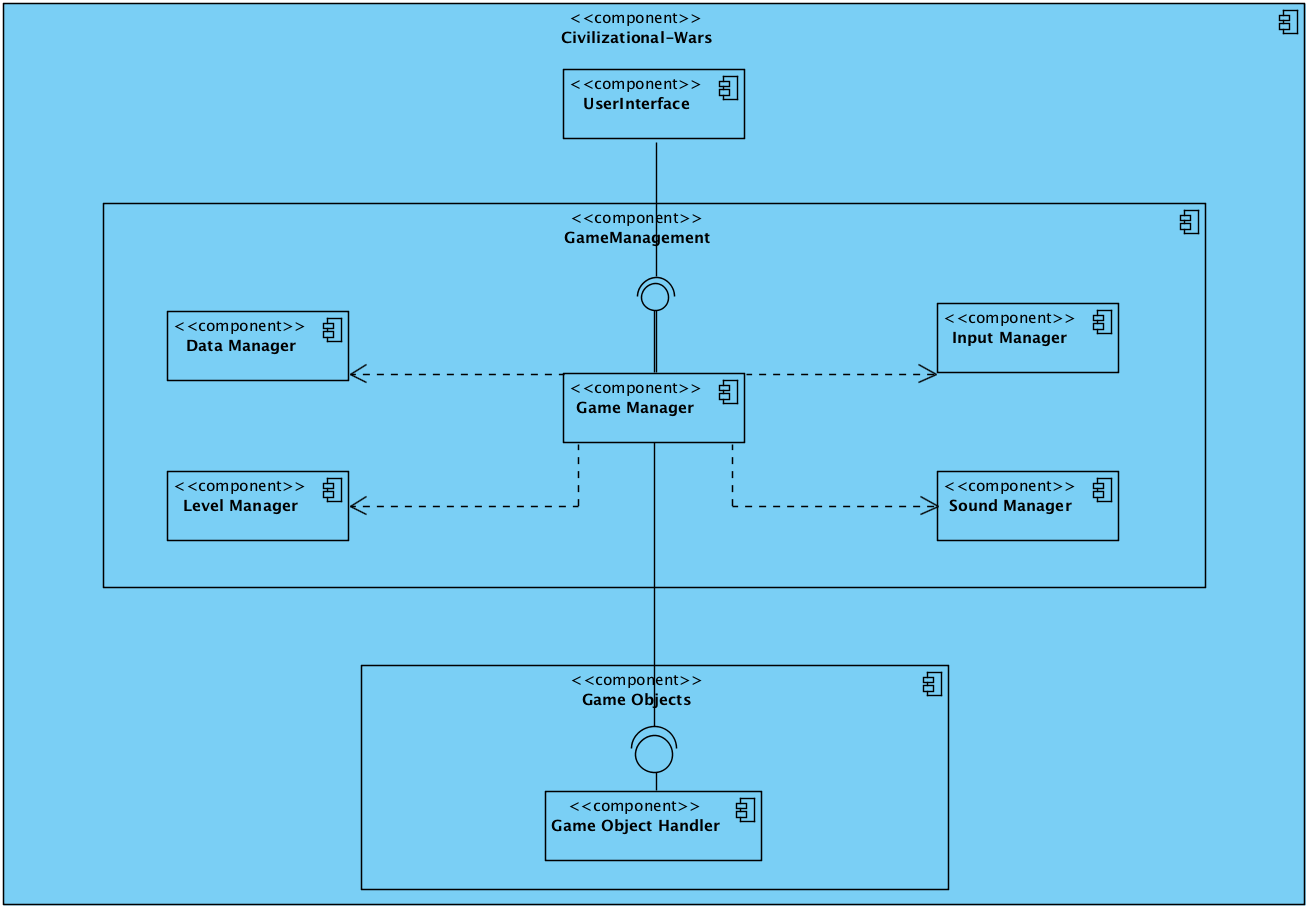 <<component>>
Civilizational-Wars
<<component>>
UserInterface
<<component>>
GameManagement
<<component>>
Data Manager
<<component>>
Input Manager
<<component>>
Game Manager
<<component>>
Level Manager
<<component>>
Sound Manager
<<component>>
Game Objects
<<component>>
Game Object Handler